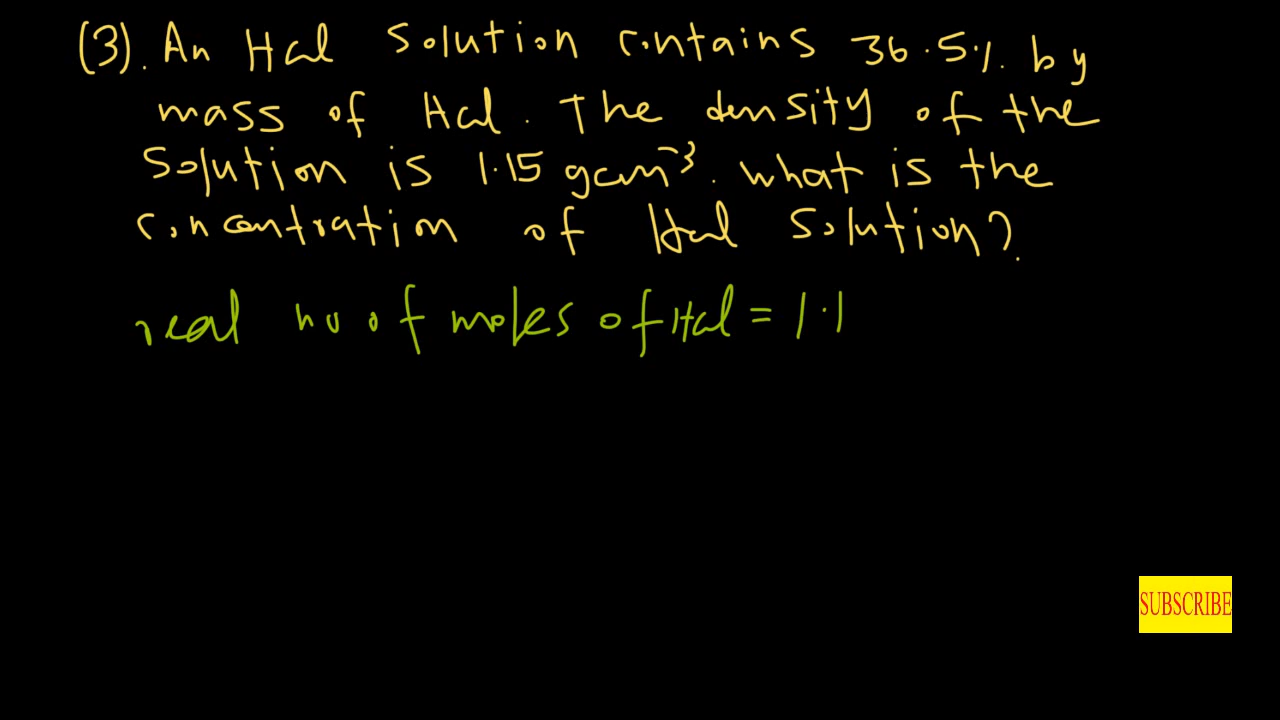 (3). An Hcl solution contains 36.5%. by
mass of Hcl. The density of the
solution is 1.15 gcm⁻³. what is the
concentration of Hcl solution?
real no of moles of Hcl = 1.1
SUBSCRIBE